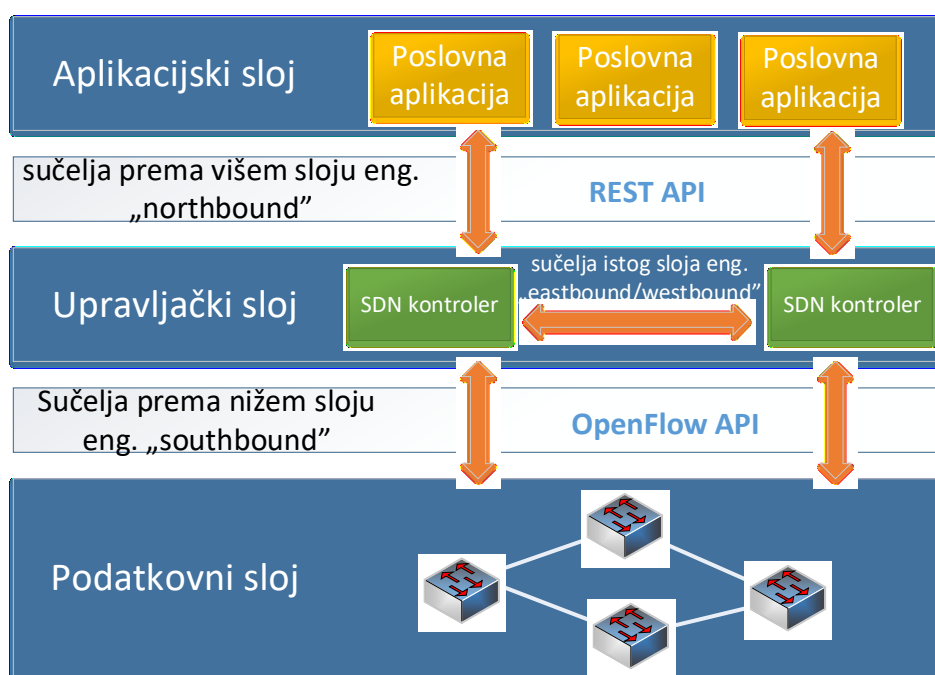 Aplikacijski sloj
Poslovna
aplikacija
Poslovna
aplikacija
Poslovna
aplikacija
sučelja prema višem sloju eng.
„northbound”
REST API
Upravljački sloj
SDN kontroler
sučelja istog sloja eng.
„eastbound/westbound”
SDN kontroler
Sučelja prema nižem sloju
eng. „southbound”
OpenFlow API
Podatkovni sloj